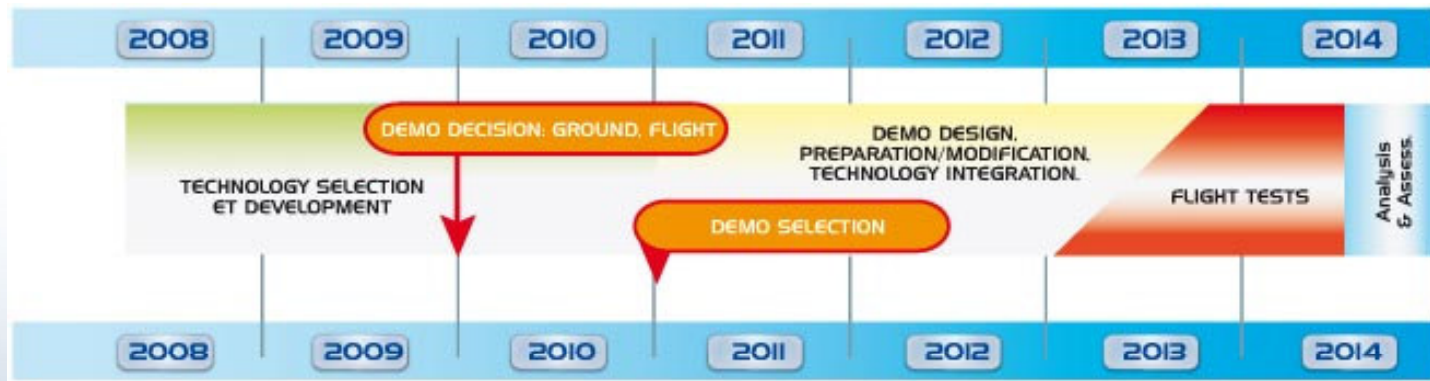 2008 2009 2010 2011 2012 2013 2014
DEMO DECISION: GROUND, FLIGHT
TECHNOLOGY SELECTION
ET DEVELOPMENT
DEMO DESIGN,
PREPARATION/MODIFICATION,
TECHNOLOGY INTEGRATION.
DEMO SELECTION
FLIGHT TESTS
Analysis
& Assess.
2008 2009 2010 2011 2012 2013 2014